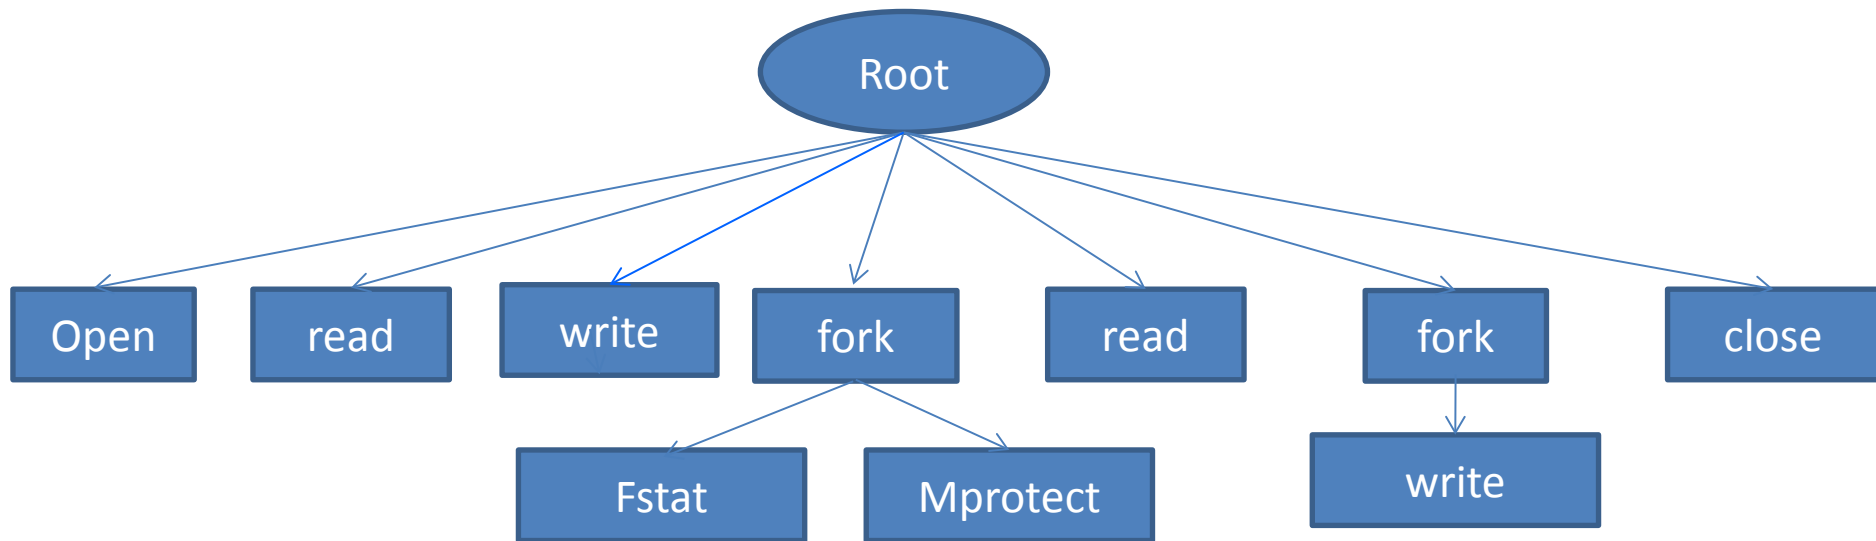 Root
Open
read
write
fork
read
fork
close
Fstat
Mprotect
write